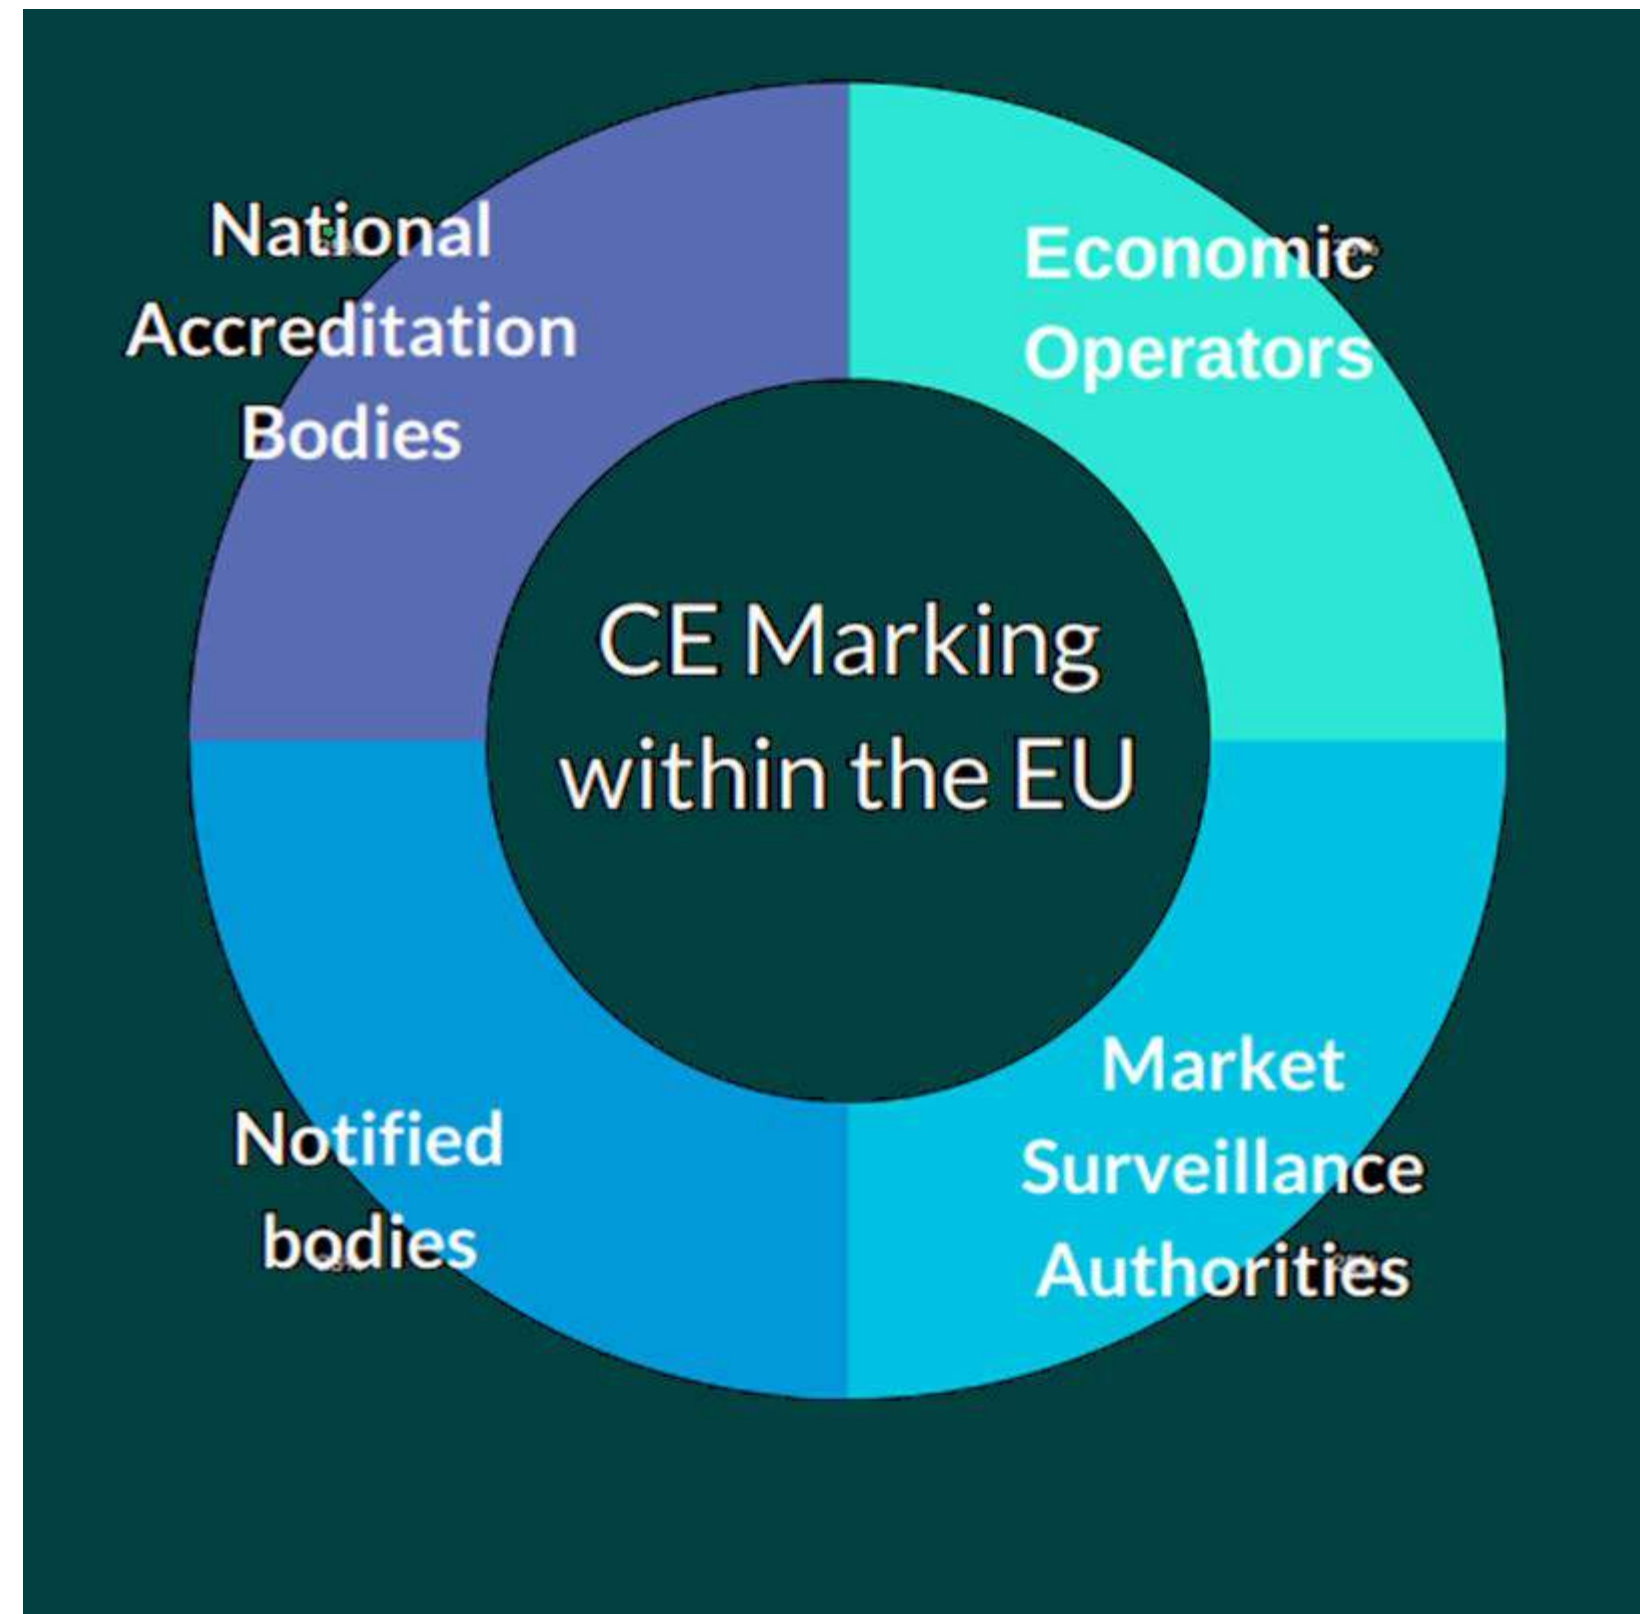 National
Accreditation
Bodies
Economic
Operators
CE Marking
within the EU
Notified
bodies
Market
Surveillance
Authorities